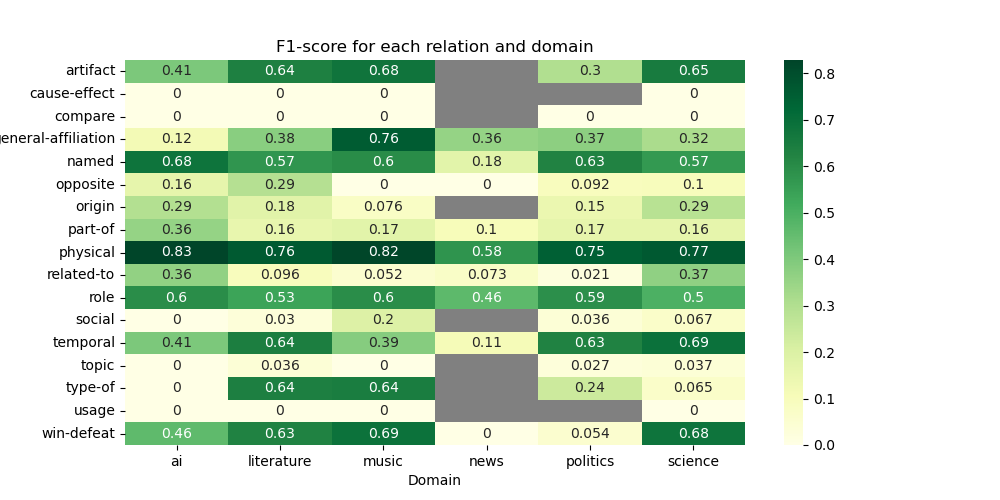 F1-score for each relation and domain
artifact 0.41 0.64 0.68 0.3 0.65
cause-effect 0 0 0 0
compare 0 0 0 0 0
eneral-affiliation 0.12 0.38 0.76 0.36 0.37 0.32
named 0.68 0.57 0.6 0.18 0.63 0.57
opposite 0.16 0.29 0 0 0.092 0.1
origin 0.29 0.18 0.076 0.15 0.29
part-of 0.36 0.16 0.17 0.1 0.17 0.16
physical 0.83 0.76 0.82 0.58 0.75 0.77
related-to 0.36 0.096 0.052 0.073 0.021 0.37
role 0.6 0.53 0.6 0.46 0.59 0.5
social 0 0.03 0.2 0.036 0.067
temporal 0.41 0.64 0.39 0.11 0.63 0.69
topic 0 0.036 0 0.027 0.037
type-of 0 0.64 0.64 0.24 0.065
usage 0 0 0 0
win-defeat 0.46 0.63 0.69 0 0.054 0.68
ai literature music news politics science
Domain
0.8
0.7
0.6
0.5
0.4
0.3
0.2
0.1
0.0